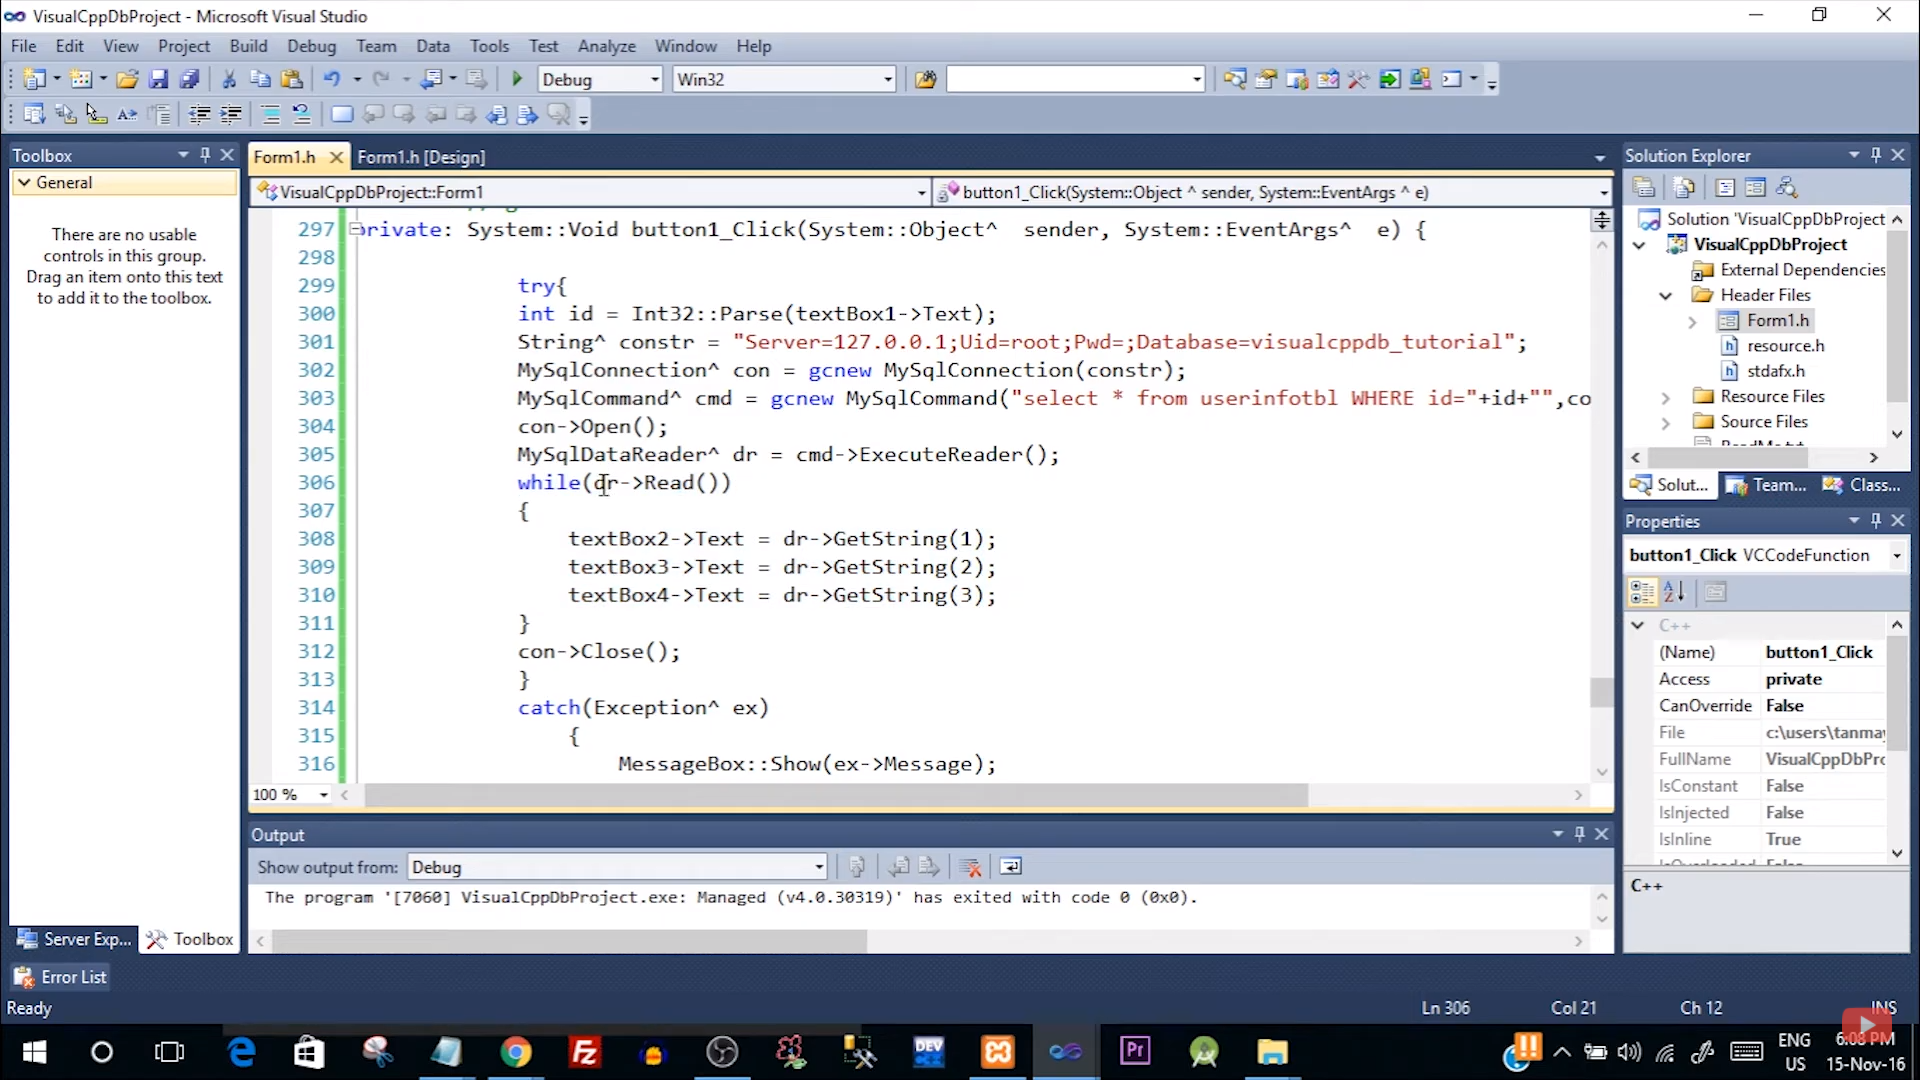 VisualCppDbProject - Microsoft Visual Studio
File Edit View Project Build Debug Team Data Tools Test Analyze Window Help
Debug Win32
Toolbox
General
There are no usable
controls in this group.
Drag an item onto this text
to add it to the toolbox.
Server Exp... Toolbox
Form1.h Form1.h [Design]
VisualCppDbProject::Form1 button1_Click(System::Object ^ sender, System::EventArgs ^ e)
297 private: System::Void button1_Click(System::Object^ sender, System::EventArgs^ e) {
298
299 try{
300 int id = Int32::Parse(textBox1->Text);
301 String^ constr = "Server=127.0.0.1;Uid=root;Pwd=;Database=visualcppdb_tutorial";
302 MySqlConnection^ con = gcnew MySqlConnection(constr);
303 MySqlCommand^ cmd = gcnew MySqlCommand("select * from userinfotbl WHERE id="+id+"",co
304 con->Open();
305 MySqlDataReader^ dr = cmd->ExecuteReader();
306 while(dr->Read())
307 {
308 textBox2->Text = dr->GetString(1);
309 textBox3->Text = dr->GetString(2);
310 textBox4->Text = dr->GetString(3);
311 }
312 con->Close();
313 }
314 catch(Exception^ ex)
315 {
316 MessageBox::Show(ex->Message);
100 %
Output
Show output from: Debug
The program '[7060] VisualCppDbProject.exe: Managed (v4.0.30319)' has exited with code 0 (0x0).
Solution Explorer
Solution 'VisualCppDbProject
VisualCppDbProject
External Dependencies
Header Files
Form1.h
resource.h
stdafx.h
Resource Files
Source Files
Solut... Team... Class...
Properties
button1_Click VCCodeFunction
C++
(Name) button1_Click
Access private
CanOverride False
File c:\users\tanmay
FullName VisualCppDbPro
IsConstant False
IsInjected False
IsInline True
C++
Error List
Ready Ln 306 Col 21 Ch 12 INS
DEV
Pr
ENG
US
6:08 PM
15-Nov-16